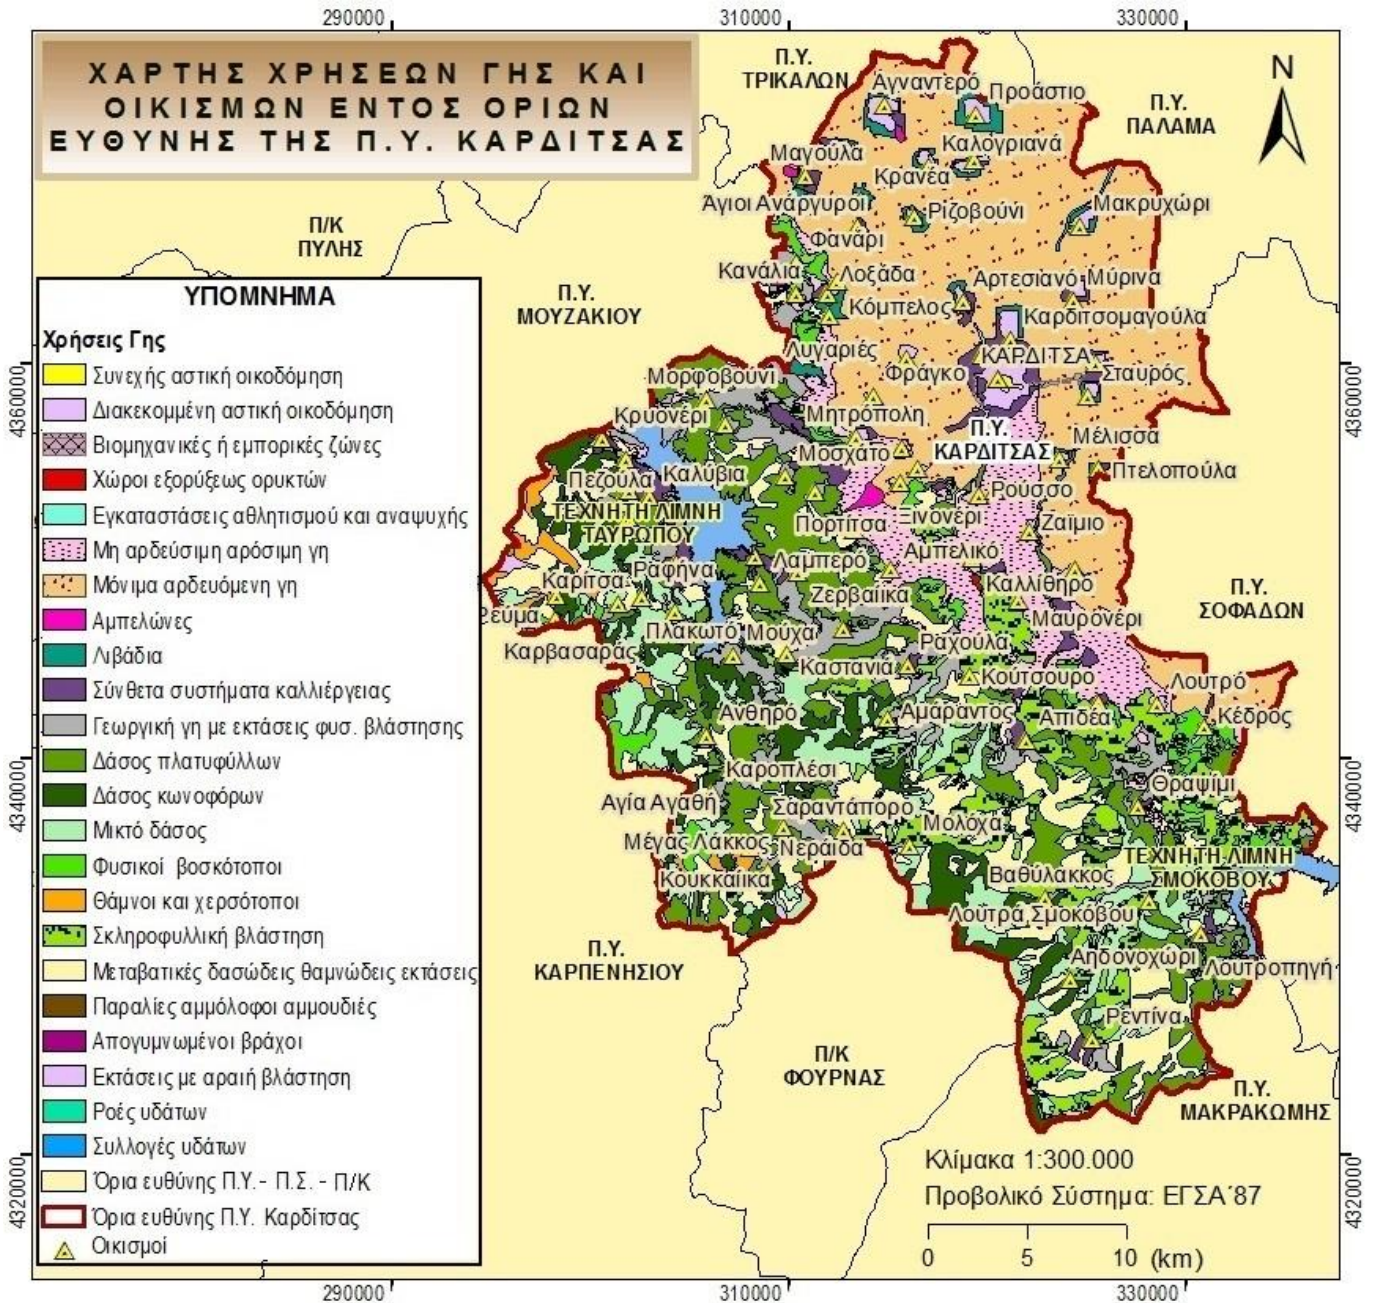 290000
310000
330000
ΧΑΡΤΗΣ ΧΡΗΣΕΩΝ ΓΗΣ ΚΑΙ
ΟΙΚΙΣΜΩΝ ΕΝΤΟΣ ΟΡΙΩΝ
ΕΥΘΥΝΗΣ ΤΗΣ Π.Υ. ΚΑΡΔΙΤΣΑΣ
N
Π.Υ.
ΤΡΙΚΑΛΩΝ
Π.Υ.
ΠΑΛΑΜΑ
Π/Κ
ΠΥΛΗΣ
Π.Υ.
ΜΟΥΖΑΚΙΟΥ
Αγναντερό
Προάστιο
Καλογριανά
Μαγούλα
Κρανέα
Άγιοι Ανάργυροι
Ριζοβούνι
Μακρυχώρι
Φανάρι
Κανάλια
Λοξάδα
Αρτεσιανό
Μύρινα
Κόμπελος
Καρδιτσομαγούλα
Λυγαριές
ΚΑΡΔΙΤΣΑ
Φράγκο
Σταυρός
Μορφοβούνι
Κρυονέρι
Μητρόπολη
Π.Υ.
ΚΑΡΔΙΤΣΑΣ
Μέλισσα
Μοσχάτο
Πτελοπούλα
Πεζούλα
Καλύβια
Ρούσσο
ΤΕΧΝΗΤΗ ΛΙΜΝΗ
ΤΑΥΡΩΠΟΥ
Πορτίτσα
Ξινονέρι
Ζαΐμιο
Αμπελικό
Ραφήνα
Λαμπερό
Καρίτσα
Ζερβαίικα
Καλλίθηρο
Π.Υ.
ΣΟΦΑΔΩΝ
Ρεύμα
Μαυρονέρι
Πλακωτό
Μούχα
Ραχούλα
Καρβασαράς
Καστανιά
Κούτσουρο
Λουτρό
Ανθηρό
Αμάραντος
Απιδέα
Κέδρος
Καροπλέσι
Θραψίμι
Αγία Αγαθή
Σαραντάπορο
Μολόχα
Μέγας Λάκκος
Νεράιδα
ΤΕΧΝΗΤΗ ΛΙΜΝΗ
ΣΜΟΚΟΒΟΥ
Κουκκαίικα
Βαθύλακκος
Λουτρά Σμοκόβου
Π.Υ.
ΚΑΡΠΕΝΗΣΙΟΥ
Αηδονοχώρι
Λουτροπηγή
Ρεντίνα
Π/Κ
ΦΟΥΡΝΑΣ
Π.Υ.
ΜΑΚΡΑΚΩΜΗΣ
ΥΠΟΜΝΗΜΑ
Χρήσεις Γης
Συνεχής αστική οικοδόμηση
Διακεκομμένη αστική οικοδόμηση
Βιομηχανικές ή εμπορικές ζώνες
Χώροι εξορύξεως ορυκτών
Εγκαταστάσεις αθλητισμού και αναψυχής
Μη αρδεύσιμη αρόσιμη γη
Μόνιμα αρδευόμενη γη
Αμπελώνες
Λιβάδια
Σύνθετα συστήματα καλλιέργειας
Γεωργική γη με εκτάσεις φυσ. βλάστησης
Δάσος πλατυφύλλων
Δάσος κωνοφόρων
Μικτό δάσος
Φυσικοί βοσκότοποι
Θάμνοι και χερσότοποι
Σκληροφυλλική βλάστηση
Μεταβατικές δασώδεις θαμνώδεις εκτάσεις
Παραλίες αμμόλοφοι αμμουδιές
Απογυμνωμένοι βράχοι
Εκτάσεις με αραιή βλάστηση
Ροές υδάτων
Συλλογές υδάτων
Όρια ευθύνης Π.Υ.- Π.Σ. - Π/Κ
Όρια ευθύνης Π.Υ. Καρδίτσας
Οικισμοί
Κλίμακα 1:300.000
Προβολικό Σύστημα: ΕΓΣΑ΄87
0 5 10 (km)
4360000
4340000
4320000
4360000
4340000
4320000
290000
310000
330000